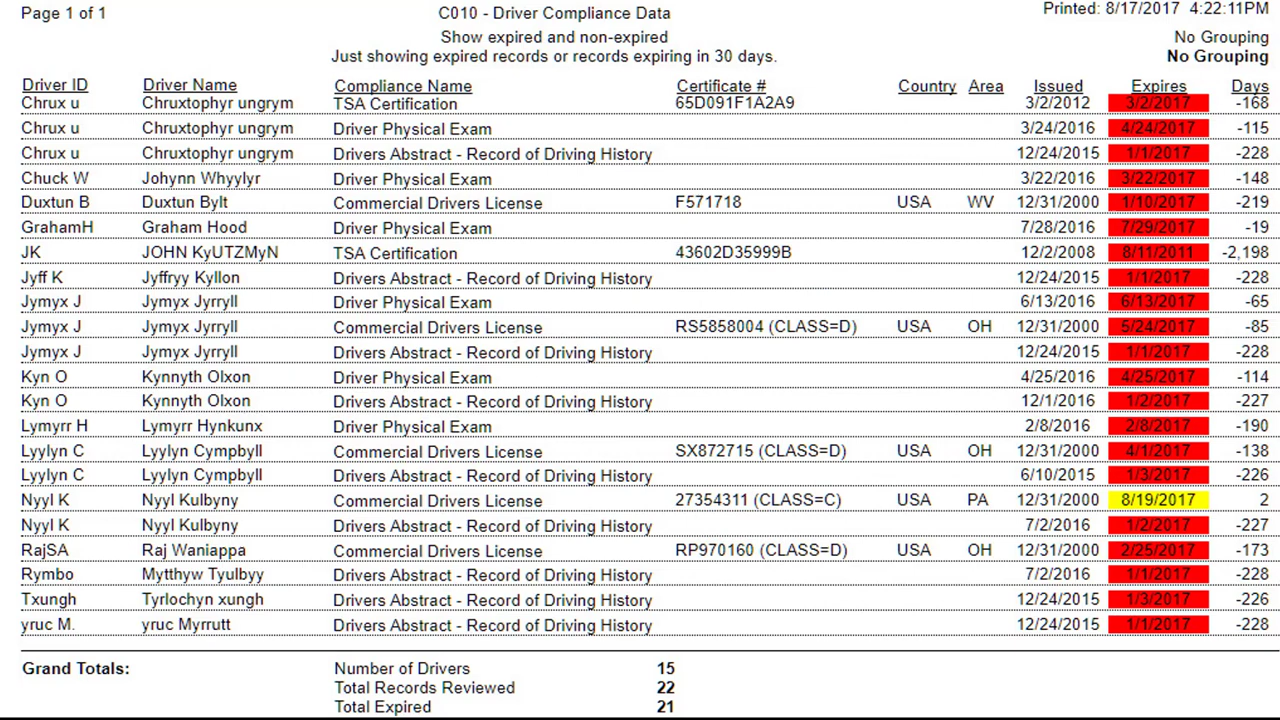 Page 1 of 1 C010 - Driver Compliance Data Printed: 8/17/2017 4:22:11PM
Show expired and non-expired No Grouping
Just showing expired records or records expiring in 30 days. No Grouping
Driver ID Driver Name Compliance Name Certificate # Country Area Issued Expires Days
Chrux u Chruxtophyr ungrym TSA Certification 65D091F1A2A9 3/2/2012 3/2/2017 -168
Chrux u Chruxtophyr ungrym Driver Physical Exam 3/24/2016 4/24/2017 -115
Chrux u Chruxtophyr ungrym Drivers Abstract - Record of Driving History 12/24/2015 1/1/2017 -228
Chuck W Johynn Whyylyr Driver Physical Exam 3/22/2016 3/22/2017 -148
Duxtun B Duxtun Bylt Commercial Drivers License F571718 USA WV 12/31/2000 1/10/2017 -219
GrahamH Graham Hood Driver Physical Exam 7/28/2016 7/29/2017 -19
JK JOHN KyUTZMyN TSA Certification 43602D35999B 12/2/2008 8/11/2011 -2,198
Jyff K Jyffryy Kyllon Drivers Abstract - Record of Driving History 12/24/2015 1/1/2017 -228
Jymyx J Jymyx Jyrryll Driver Physical Exam 6/13/2016 6/13/2017 -65
Jymyx J Jymyx Jyrryll Commercial Drivers License RS5858004 (CLASS=D) USA OH 12/31/2000 5/24/2017 -85
Jymyx J Jymyx Jyrryll Drivers Abstract - Record of Driving History 12/24/2015 1/1/2017 -228
Kyn O Kynnyth Olxon Driver Physical Exam 4/25/2016 4/25/2017 -114
Kyn O Kynnyth Olxon Drivers Abstract - Record of Driving History 12/1/2016 1/2/2017 -227
Lymyrr H Lymyrr Hynkunx Driver Physical Exam 2/8/2016 2/8/2017 -190
Lyylyn C Lyylyn Cympbyll Commercial Drivers License SX872715 (CLASS=D) USA OH 12/31/2000 4/1/2017 -138
Lyylyn C Lyylyn Cympbyll Drivers Abstract - Record of Driving History 6/10/2015 1/3/2017 -226
Nyyl K Nyyl Kulbyny Commercial Drivers License 27354311 (CLASS=C) USA PA 12/31/2000 8/19/2017 2
Nyyl K Nyyl Kulbyny Drivers Abstract - Record of Driving History 7/2/2016 1/2/2017 -227
RajSA Raj Waniappa Commercial Drivers License RP970160 (CLASS=D) USA OH 12/31/2000 2/25/2017 -173
Rymbo Mytthyw Tyulbyy Drivers Abstract - Record of Driving History 7/2/2016 1/1/2017 -228
Txungh Tyrlochyn xungh Drivers Abstract - Record of Driving History 12/24/2015 1/3/2017 -226
yruc M. yruc Myrrutt Drivers Abstract - Record of Driving History 12/24/2015 1/1/2017 -228
Grand Totals: Number of Drivers 15
Total Records Reviewed 22
Total Expired 21